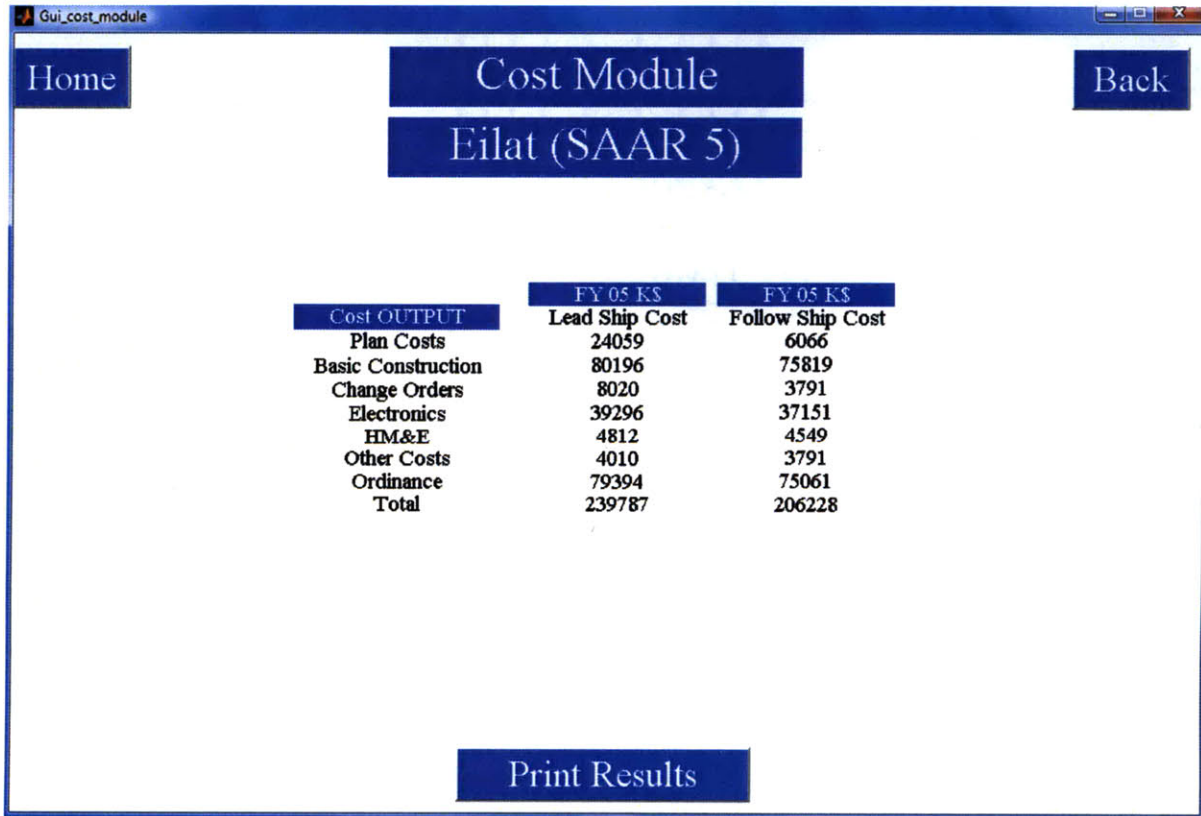 Gui_cost_module
Home
Cost Module
Back
Eilat (SAAR 5)
FY 05 K$ FY 05 K$
Cost OUTPUT Lead Ship Cost Follow Ship Cost
Plan Costs 24059 6066
Basic Construction 80196 75819
Change Orders 8020 3791
Electronics 39296 37151
HM&E 4812 4549
Other Costs 4010 3791
Ordinance 79394 75061
Total 239787 206228
Print Results